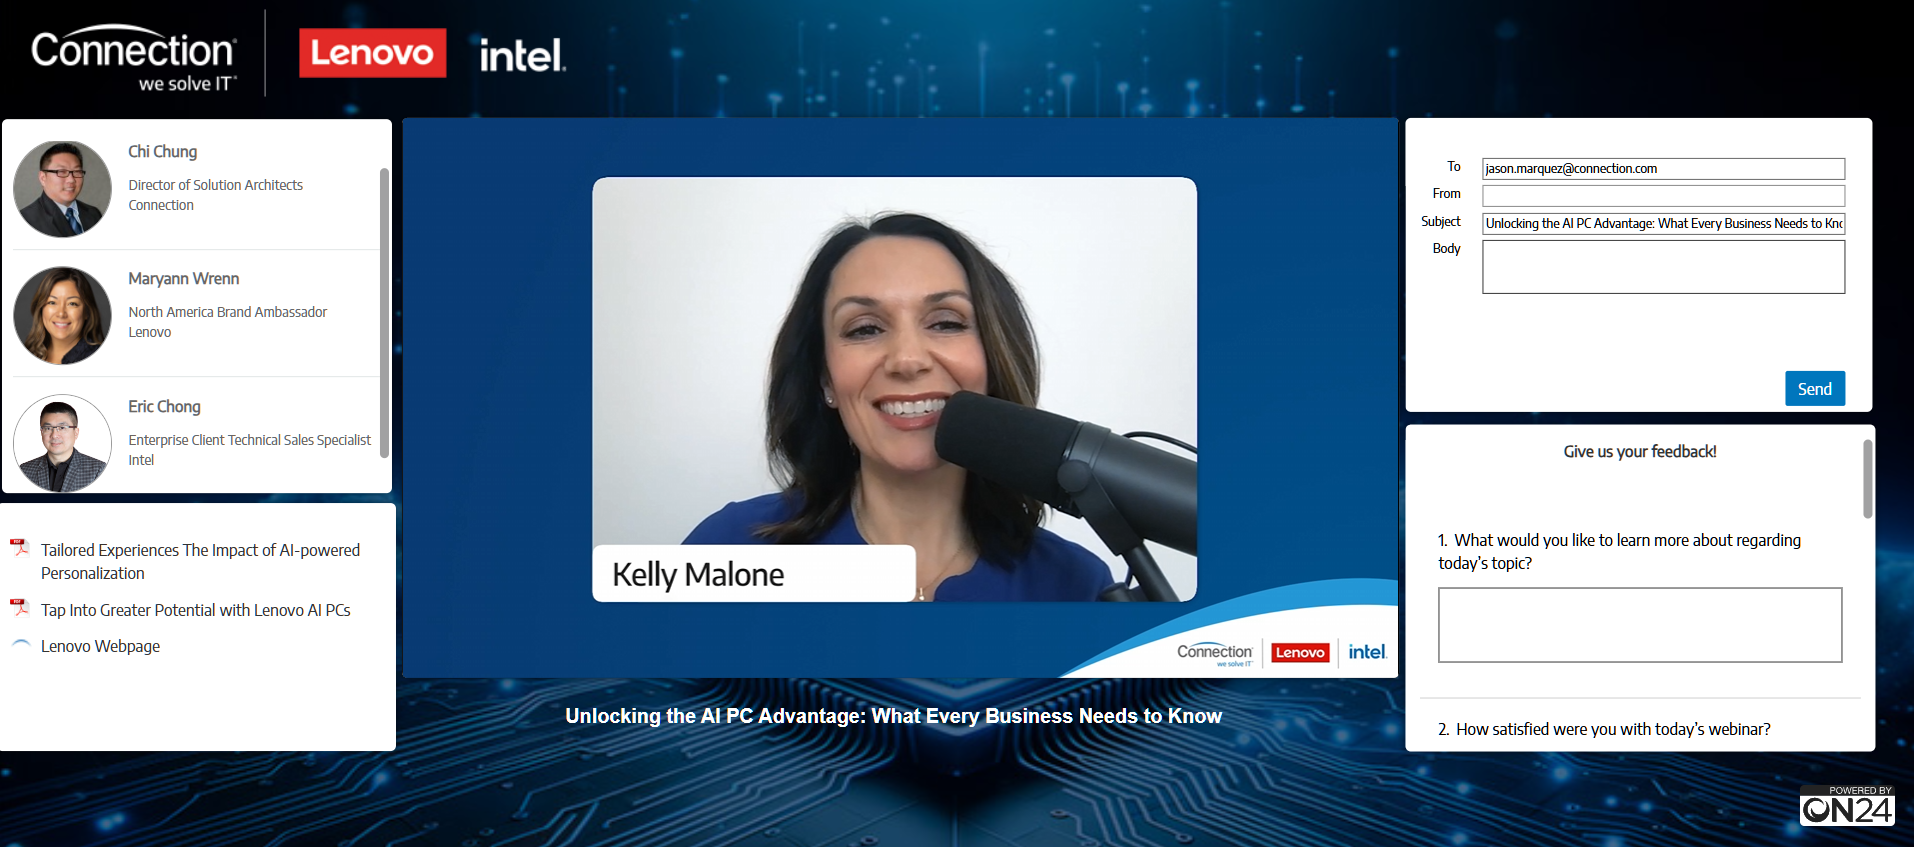 Connection
we solve IT
Lenovo
intel.
Chi Chung
Director of Solution Architects
Connection
Maryann Wrenn
North America Brand Ambassador
Lenovo
Eric Chong
Enterprise Client Technical Sales Specialist
Intel
Tailored Experiences The Impact of AI-powered
Personalization
Tap Into Greater Potential with Lenovo AI PCs
Lenovo Webpage
Kelly Malone
Connection
we solve IT
Lenovo
intel.
Unlocking the AI PC Advantage: What Every Business Needs to Know
To
jason.marquez@connection.com
From
Subject
Unlocking the AI PC Advantage: What Every Business Needs to Kno
Body
Send
Give us your feedback!
1. What would you like to learn more about regarding
today’s topic?
2. How satisfied were you with today’s webinar?
POWERED BY
ON24